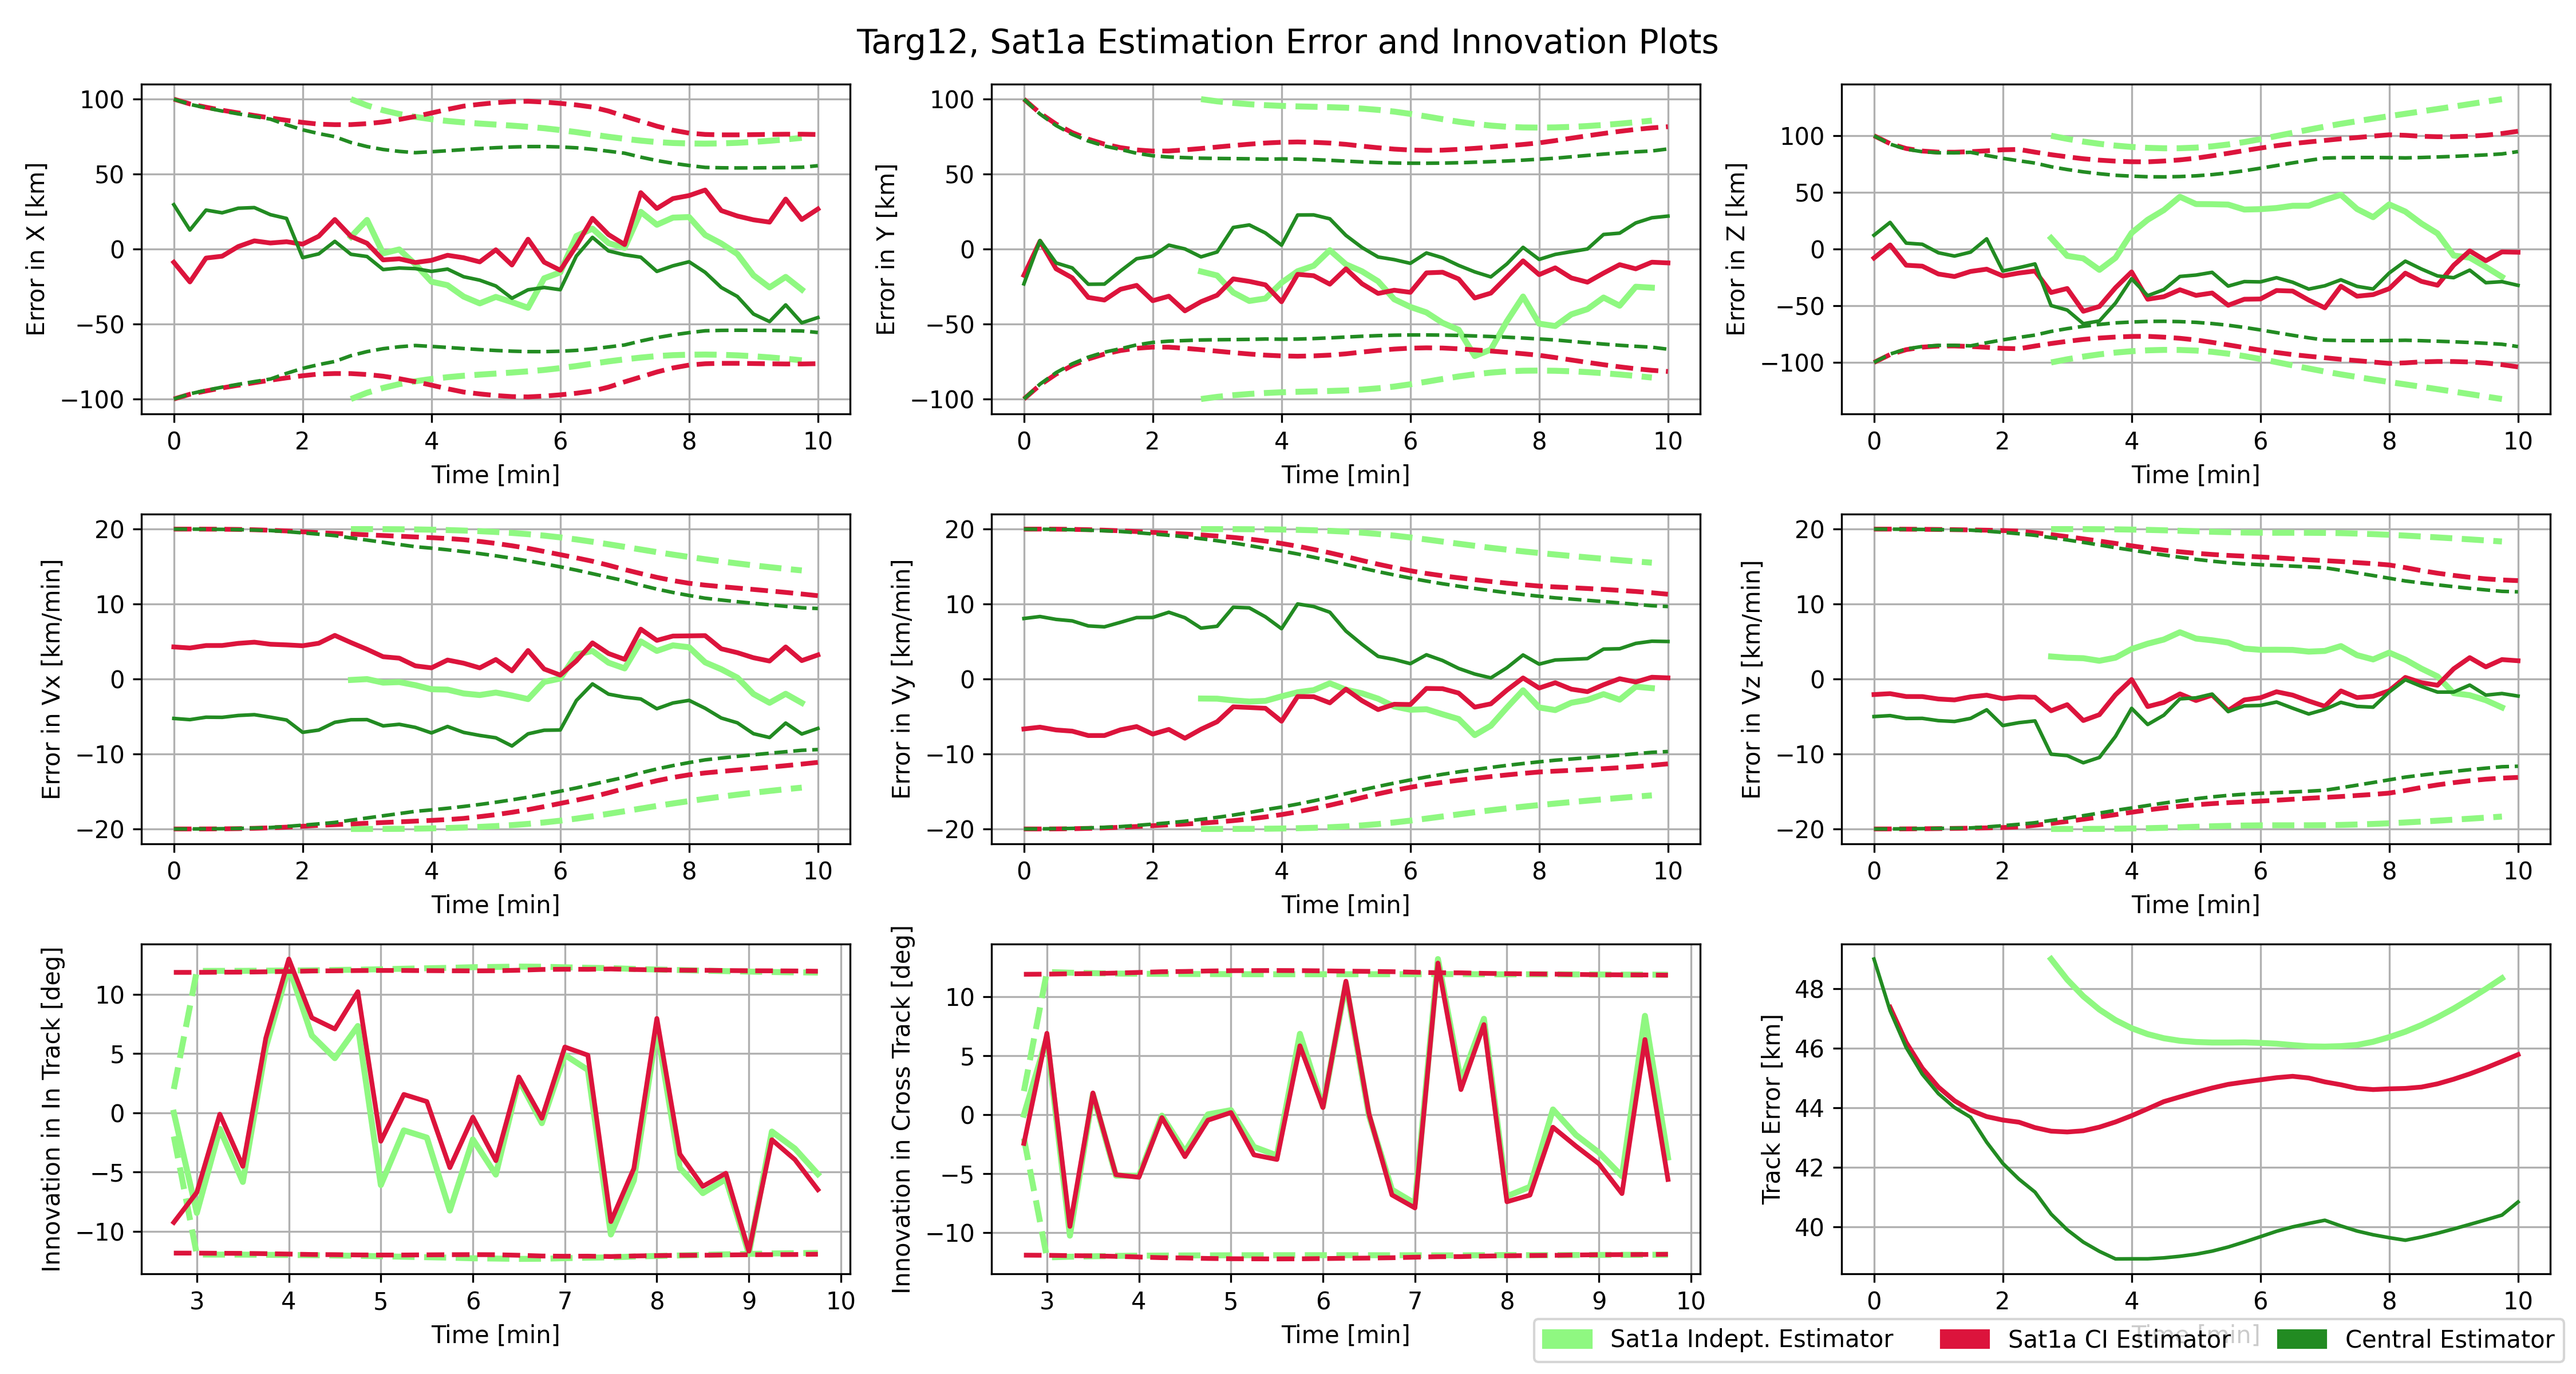 Targ12, Sat1a Estimation Error and Innovation Plots
Error in X [km]
100
50
0
−50
−100
0 2 4 6 8 10
Time [min]
Error in Y [km]
100
50
0
−50
−100
0 2 4 6 8 10
Time [min]
Error in Z [km]
100
50
0
−50
−100
0 2 4 6 8 10
Time [min]
Error in Vx [km/min]
20
10
0
−10
−20
0 2 4 6 8 10
Time [min]
Error in Vy [km/min]
20
10
0
−10
−20
0 2 4 6 8 10
Time [min]
Error in Vz [km/min]
20
10
0
−10
−20
0 2 4 6 8 10
Time [min]
Innovation in In Track [deg]
10
5
0
−5
−10
3 4 5 6 7 8 9 10
Time [min]
Innovation in Cross Track [deg]
10
5
0
−5
−10
3 4 5 6 7 8 9 10
Time [min]
Track Error [km]
48
46
44
42
40
0 2 4 6 8 10
Time [min]
Sat1a Indept. Estimator Sat1a CI Estimator Central Estimator